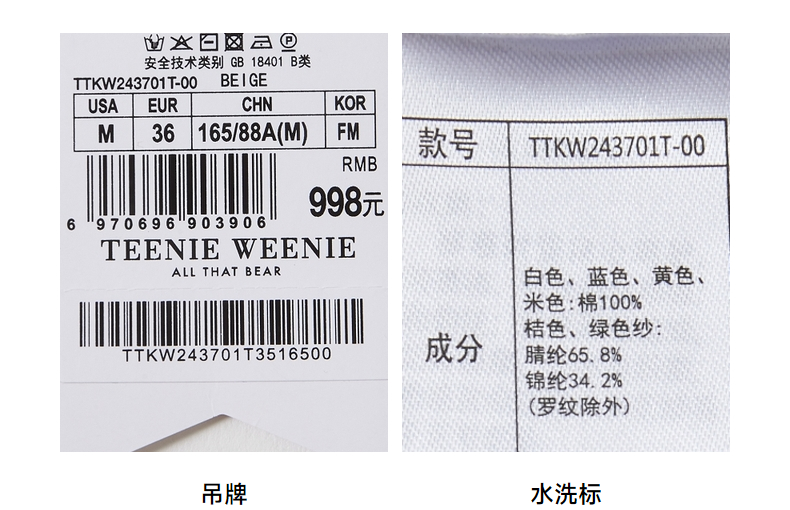 安全技术类别 GB 18401 B类
TTKW243701T-00 BEIGE
USA EUR CHN KOR
M 36 165/88A(M) FM
RMB
998元
6 970696 903906
TEENIE WEENIE
ALL THAT BEAR
TTKW243701T3516500
吊牌
款号 TTKW243701T-00
成分
白色、蓝色、黄色、
米色:棉100%
桔色、绿色纱:
腈纶65.8%
锦纶34.2%
(罗纹除外)
水洗标